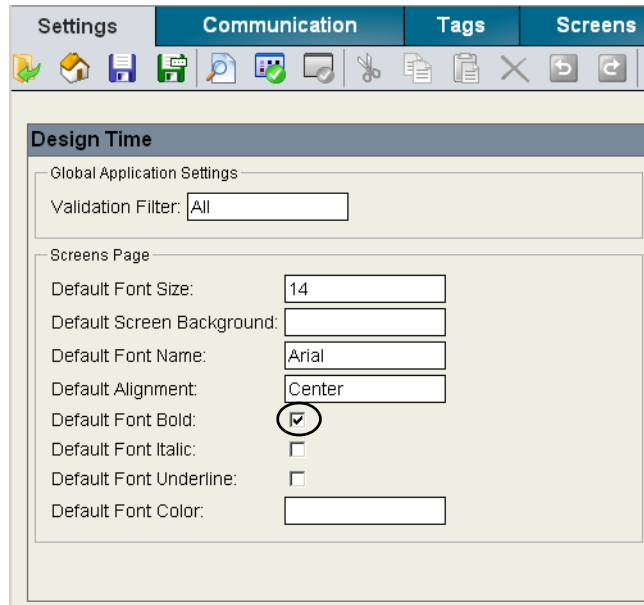 Settings Communication Tags Screens
Design Time
Global Application Settings
Validation Filter: All
Screens Page
Default Font Size: 14
Default Screen Background:
Default Font Name: Arial
Default Alignment: Center
Default Font Bold:
Default Font Italic:
Default Font Underline:
Default Font Color: